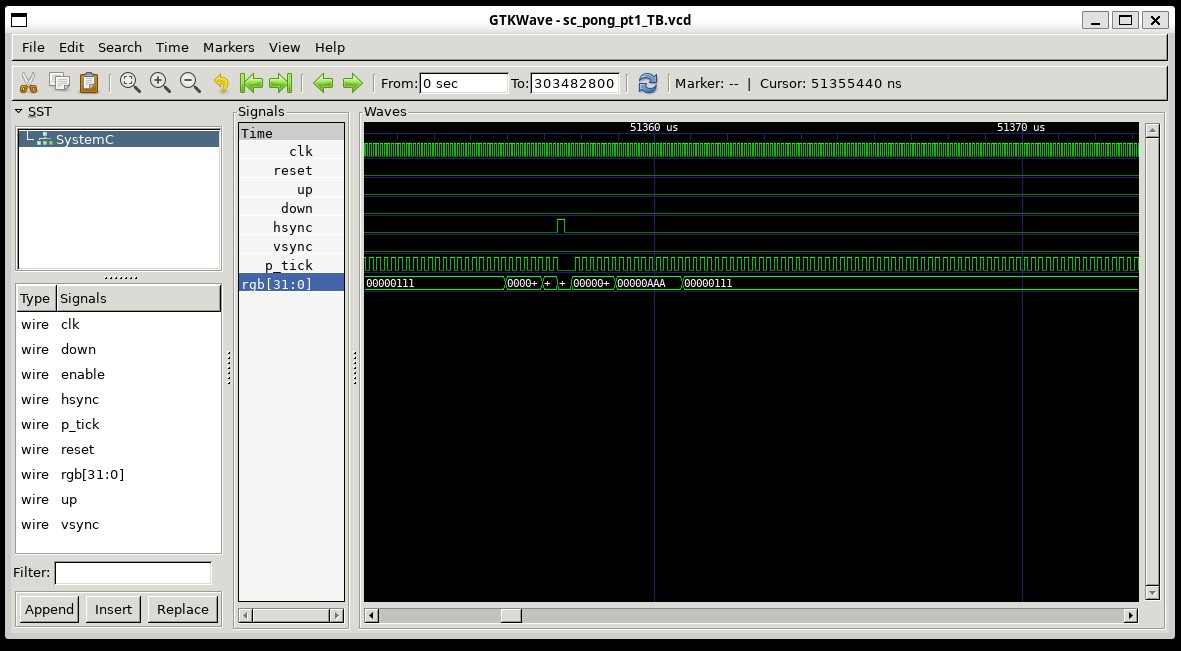 GTKWave - sc_pong_pt1_TB.vcd
File Edit Search Time Markers View Help
From: 0 sec To: 303482800 Marker: -- | Cursor: 51355440 ns
SST
SystemC
Type Signals
wire clk
wire down
wire enable
wire hsync
wire p_tick
wire reset
wire rgb[31:0]
wire up
wire vsync
Filter:
Append Insert Replace
Signals
Time
clk
reset
up
down
hsync
vsync
p_tick
rgb[31:0]
Waves
51360 us 51370 us
00000111 0000+ + + 00000+ 00000AAA 00000111